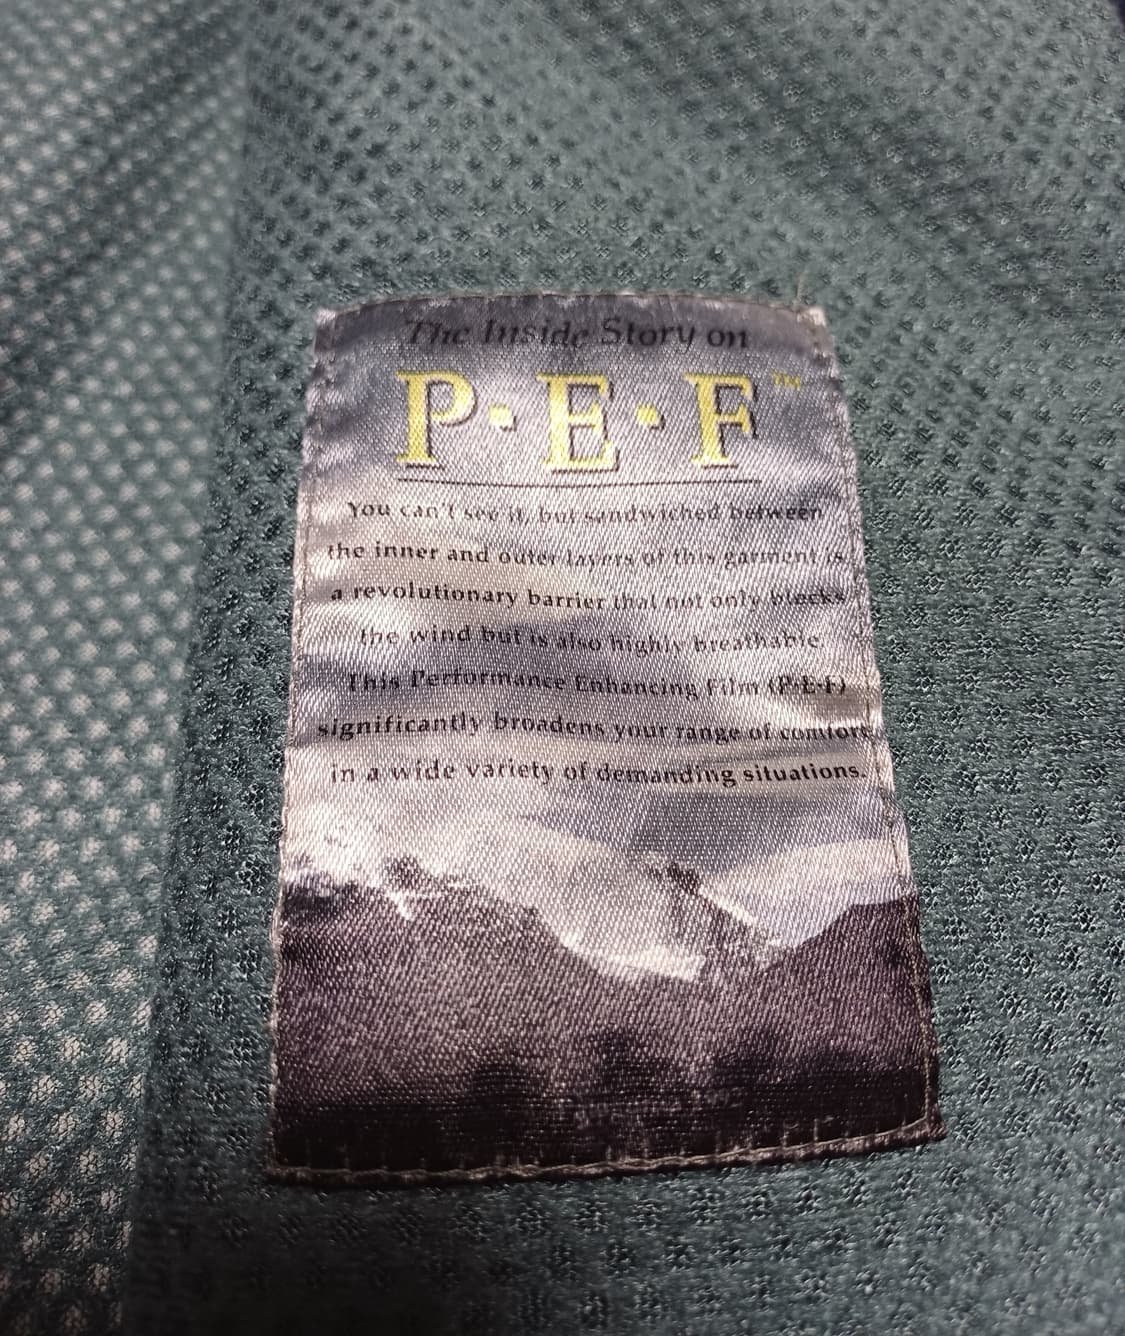 The Inside Story on
P·E·F™
You can't see it, but sandwiched between
the inner and outer layers of this garment is
a revolutionary barrier that not only blocks
the wind but is also highly breathable.
This Performance Enhancing Film (P·E·F)
significantly broadens your range of comfort
in a wide variety of demanding situations.